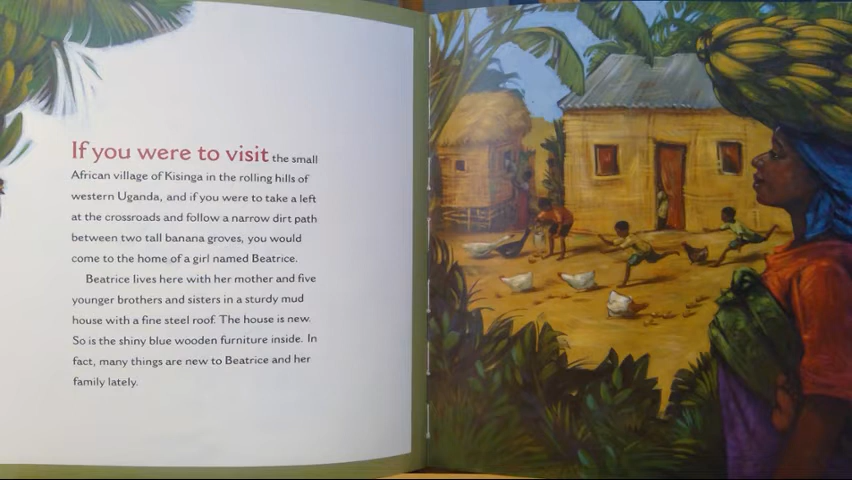 If you were to visit the small
African village of Kisinga in the rolling hills of
western Uganda, and if you were to take a left
at the crossroads and follow a narrow dirt path
between two tall banana groves, you would
come to the home of a girl named Beatrice.
Beatrice lives here with her mother and five
younger brothers and sisters in a sturdy mud
house with a fine steel roof. The house is new.
So is the shiny blue wooden furniture inside. In
fact, many things are new to Beatrice and her
family lately.